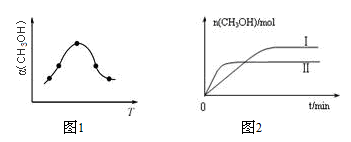 α(CH₃OH)
T
图1
n(CH₃OH)/mol
I
II
0
t/min
图2